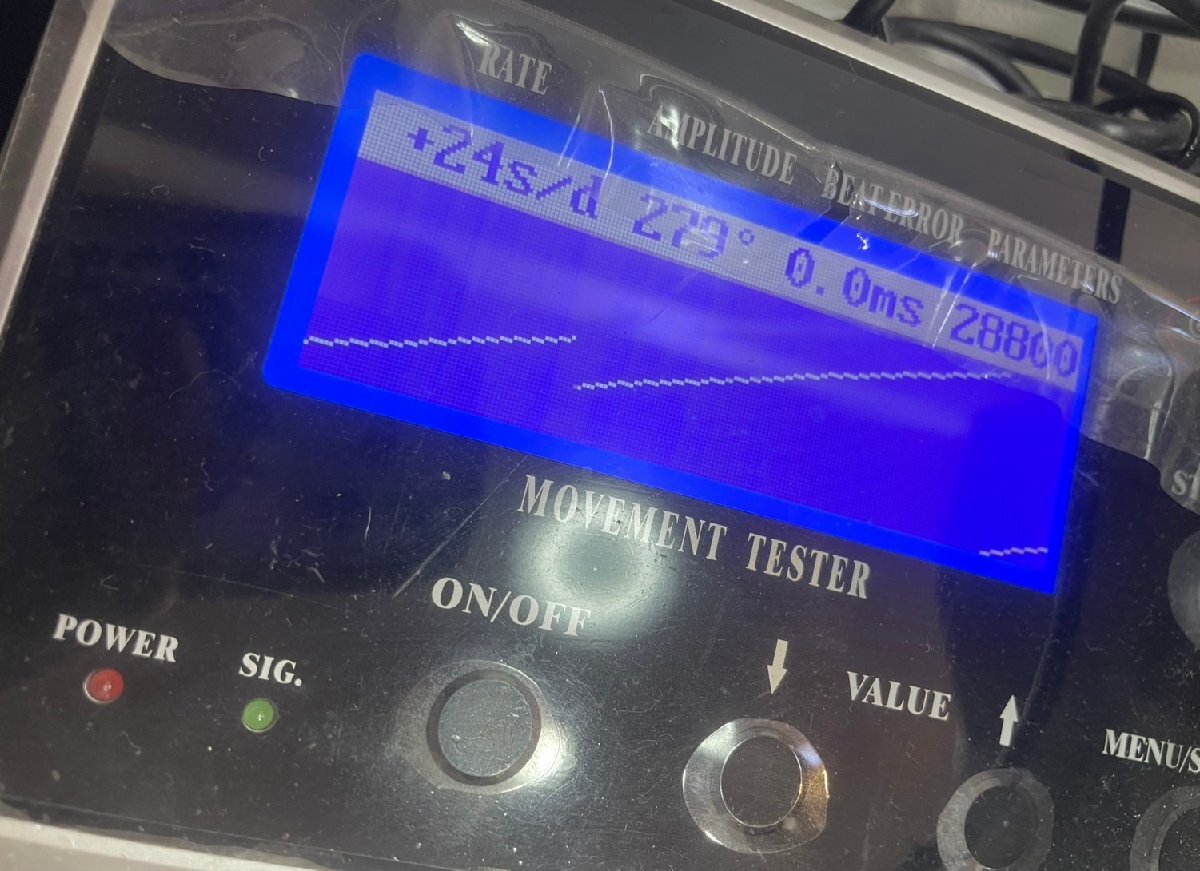 RATE AMPLITUDE BEAT ERROR PARAMETERS
+24s/d 279° 0.0ms 28800
MOVEMENT TESTER
POWER SIG. ON/OFF VALUE